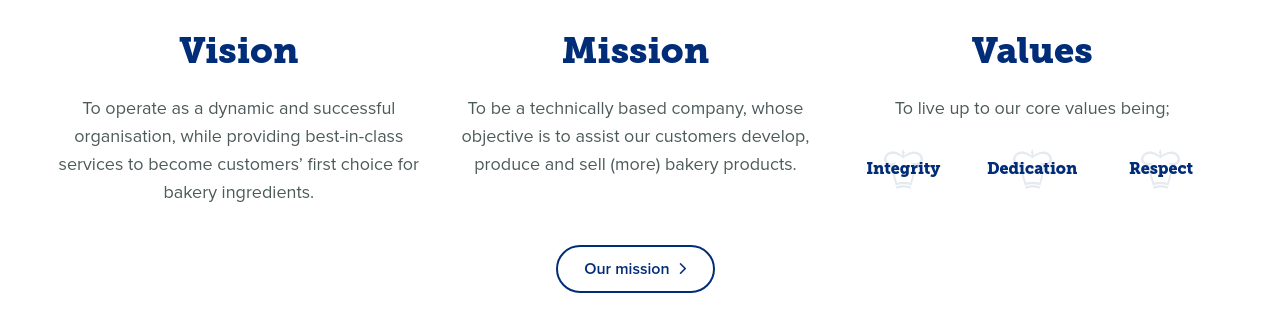 Vision
To operate as a dynamic and successful
organisation, while providing best-in-class
services to become customers’ first choice for
bakery ingredients.
Mission
To be a technically based company, whose
objective is to assist our customers develop,
produce and sell (more) bakery products.
Values
To live up to our core values being;
Integrity Dedication Respect
Our mission